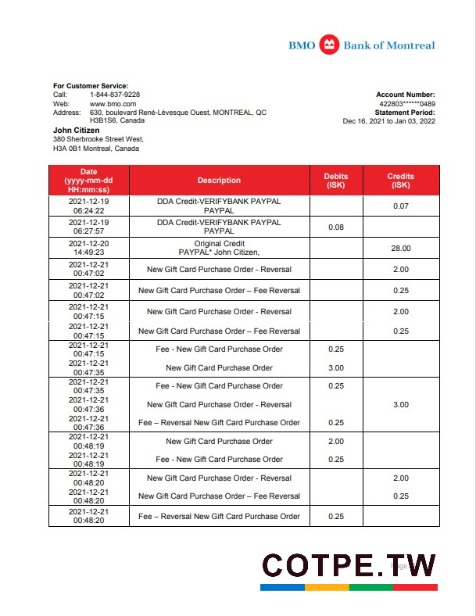 BMO Bank of Montreal
For Customer Service:
Call: 1-844-837-9228
Web: www.bmo.com
Address: 630, boulevard René-Lévesque Ouest, MONTREAL, QC
H3B1S6, Canada
John Citizen
380 Sherbrooke Street West,
H3A 0B1 Montreal, Canada
Account Number:
422803******0489
Statement Period:
Dec 16, 2021 to Jan 03, 2022
Date
(yyyy-mm-dd
HH:mm:ss)
Description
Debits
(ISK)
Credits
(ISK)
2021-12-19
06:24:22
DDA Credit-VERIFYBANK PAYPAL
PAYPAL
0.07
2021-12-19
06:27:57
DDA Credit-VERIFYBANK PAYPAL
PAYPAL
0.08
2021-12-20
14:49:23
Original Credit
PAYPAL* John Citizen,
28.00
2021-12-21
00:47:02
New Gift Card Purchase Order - Reversal
2.00
2021-12-21
00:47:02
New Gift Card Purchase Order – Fee Reversal
0.25
2021-12-21
00:47:15
New Gift Card Purchase Order - Reversal
2.00
2021-12-21
00:47:15
New Gift Card Purchase Order – Fee Reversal
0.25
2021-12-21
00:47:15
Fee - New Gift Card Purchase Order
0.25
2021-12-21
00:47:35
New Gift Card Purchase Order
3.00
2021-12-21
00:47:35
Fee - New Gift Card Purchase Order
0.25
2021-12-21
00:47:36
New Gift Card Purchase Order - Reversal
3.00
2021-12-21
00:47:36
Fee – Reversal New Gift Card Purchase Order
0.25
2021-12-21
00:48:19
New Gift Card Purchase Order
2.00
2021-12-21
00:48:19
Fee - New Gift Card Purchase Order
0.25
2021-12-21
00:48:20
New Gift Card Purchase Order - Reversal
2.00
2021-12-21
00:48:20
New Gift Card Purchase Order – Fee Reversal
0.25
2021-12-21
00:48:20
Fee – Reversal New Gift Card Purchase Order
0.25
COTPE.TW